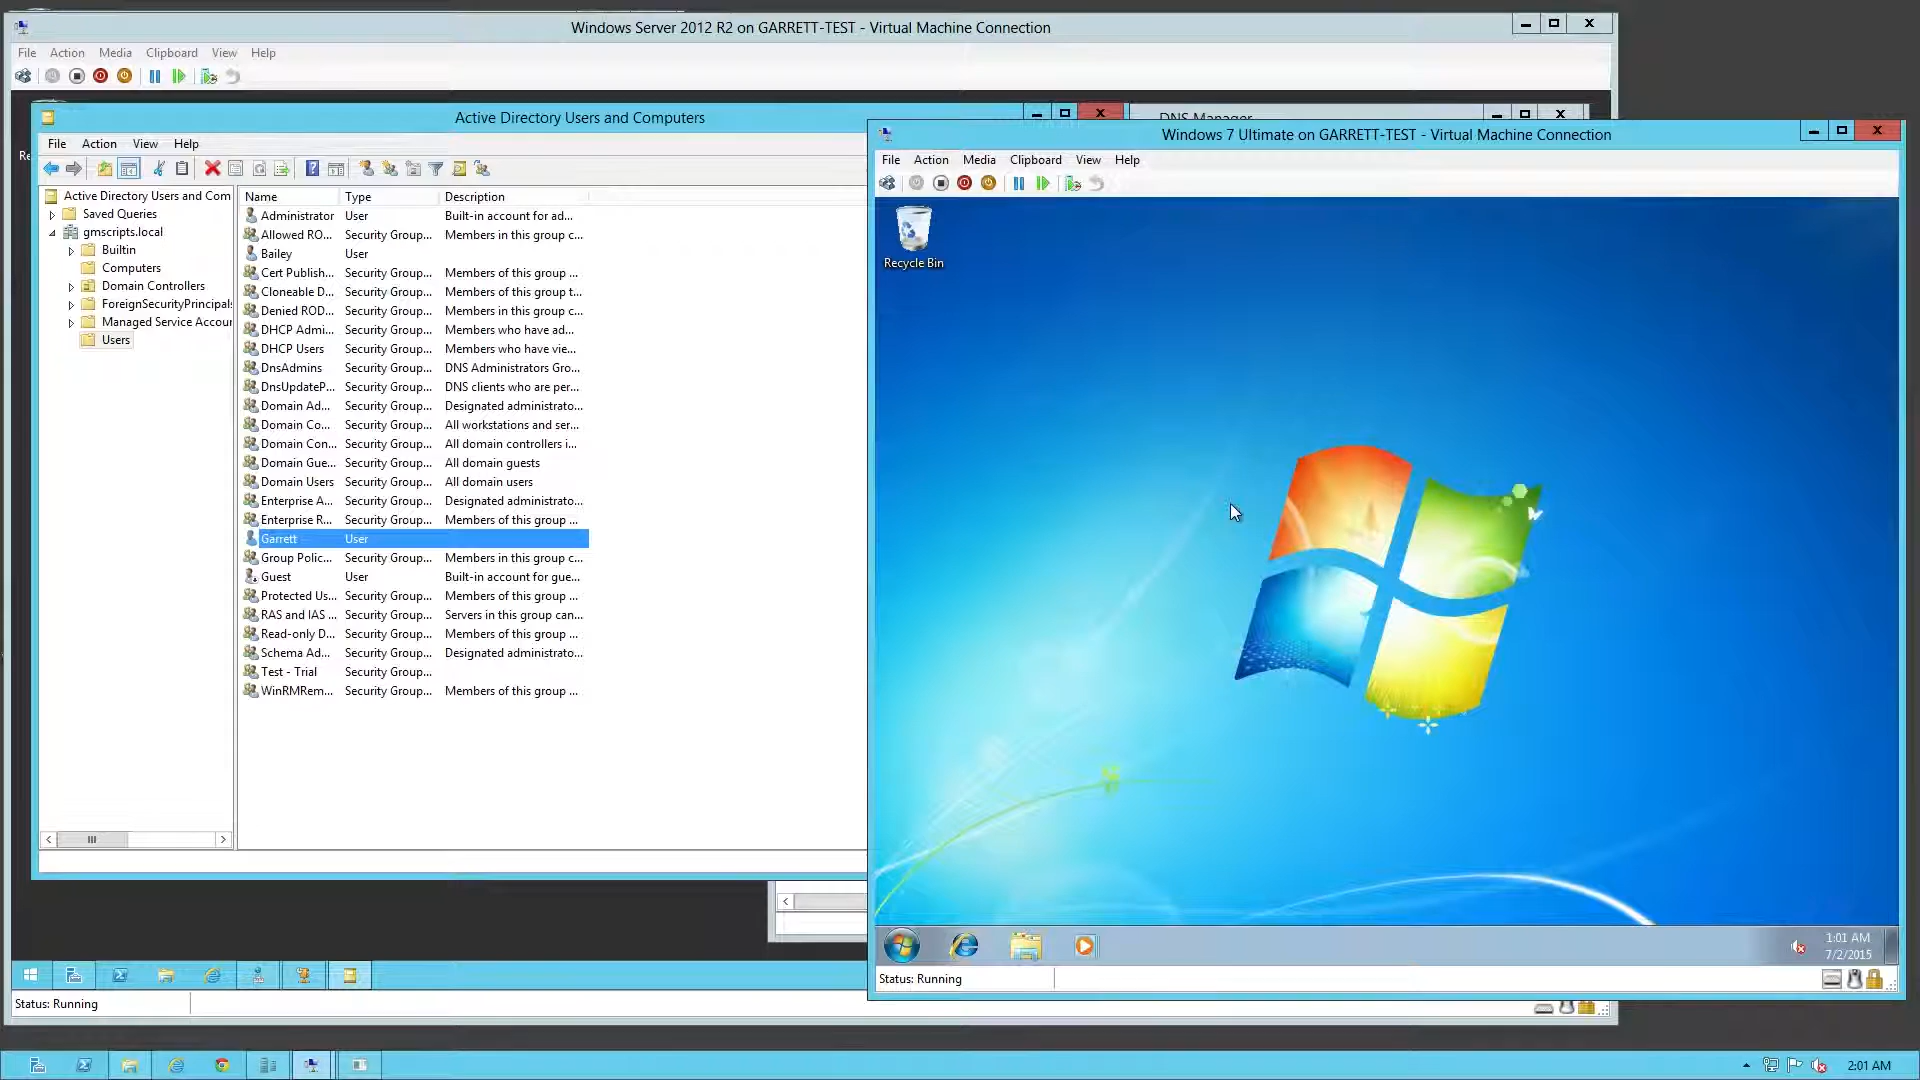 Windows Server 2012 R2 on GARRETT-TEST - Virtual Machine Connection
File Action Media Clipboard View Help
Active Directory Users and Computers
File Action View Help
Active Directory Users and Com
Saved Queries
gmscripts.local
Builtin
Computers
Domain Controllers
ForeignSecurityPrincipals
Managed Service Accour
Users
Name Type Description
Administrator User Built-in account for ad...
Allowed RO... Security Group... Members in this group c...
Bailey User
Cert Publish... Security Group... Members of this group ...
Cloneable D... Security Group... Members of this group t...
Denied ROD... Security Group... Members in this group c...
DHCP Admi... Security Group... Members who have ad...
DHCP Users Security Group... Members who have vie...
DnsAdmins Security Group... DNS Administrators Gro...
DnsUpdateP... Security Group... DNS clients who are per...
Domain Ad... Security Group... Designated administrato...
Domain Co... Security Group... All workstations and ser...
Domain Con... Security Group... All domain controllers i...
Domain Gue... Security Group... All domain guests
Domain Users Security Group... All domain users
Enterprise A... Security Group... Designated administrato...
Enterprise R... Security Group... Members of this group ...
Garrett User
Group Polic... Security Group... Members in this group c...
Guest User Built-in account for gue...
Protected Us... Security Group... Members of this group ...
RAS and IAS ... Security Group... Servers in this group can...
Read-only D... Security Group... Members of this group ...
Schema Ad... Security Group... Designated administrato...
Test - Trial Security Group...
WinRMRem... Security Group... Members of this group ...
Status: Running
Re
DNS Manager
Windows 7 Ultimate on GARRETT-TEST - Virtual Machine Connection
File Action Media Clipboard View Help
Recycle Bin
1:01 AM
7/2/2015
Status: Running
2:01 AM